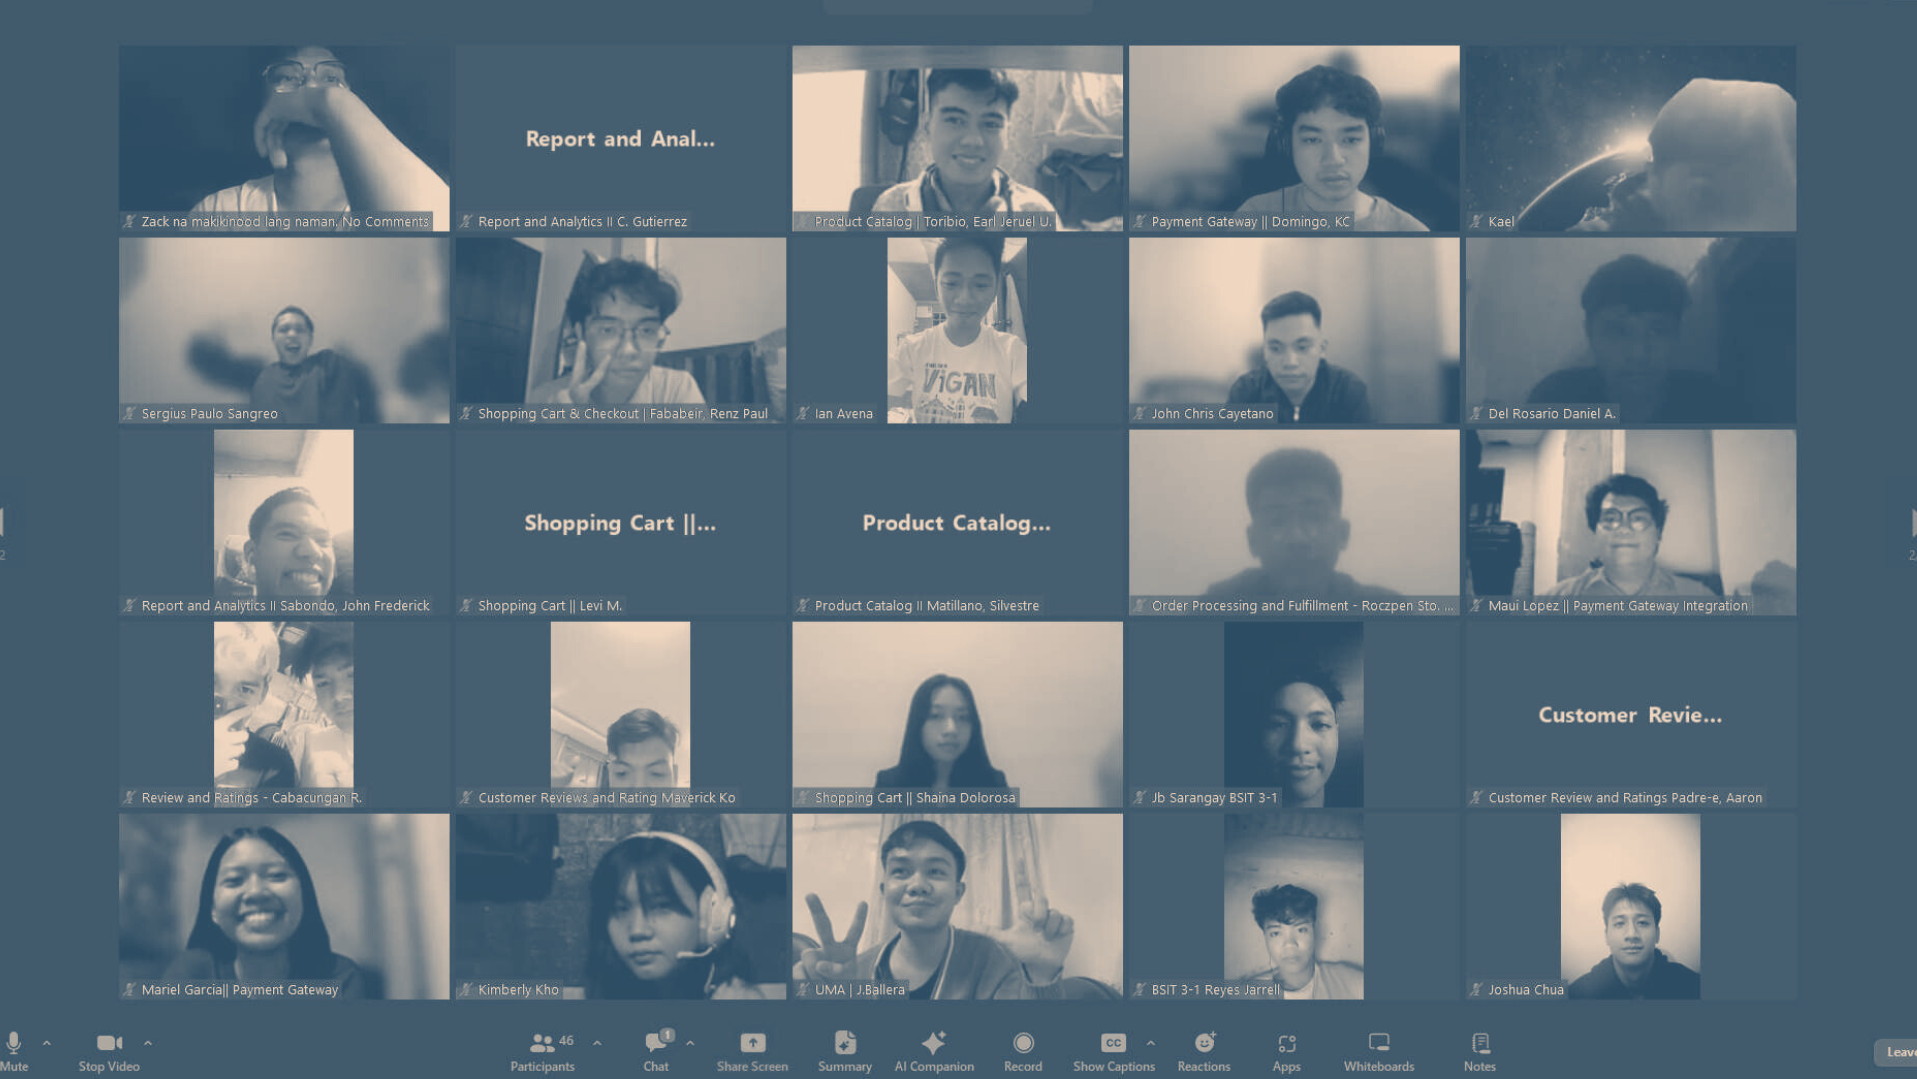 Report and Anal...
Zack na makikinood lang naman. No Comments
Report and Analytics II C. Gutierrez
Product Catalog | Toribio, Earl Jeruel U.
Payment Gateway || Domingo, KC
Kael
ViGAN
Sergius Paulo Sangreo
Shopping Cart & Checkout | Fababeir, Renz Paul
Ian Avena
John Chris Cayetano
Del Rosario Daniel A.
Shopping Cart ||...
Product Catalog...
Report and Analytics II Sabondo, John Frederick
Shopping Cart || Levi M.
Product Catalog II Matillano, Silvestre
Order Processing and Fulfillment - Roczpen Sto. ...
Maui Lopez || Payment Gateway Integration
Customer Revie...
Review and Ratings - Cabacungan R.
Customer Reviews and Rating Maverick Ko
Shopping Cart || Shaina Dolorosa
Jb Sarangay BSIT 3-1
Customer Review and Ratings Padre-e, Aaron
Mariel Garcia|| Payment Gateway
Kimberly Kho
UMA | J.Ballera
BSIT 3-1 Reyes Jarrell
Joshua Chua
46
1
CC
Mute
Stop Video
Participants
Chat
Share Screen
Summary
AI Companion
Record
Show Captions
Reactions
Apps
Whiteboards
Notes
Leave